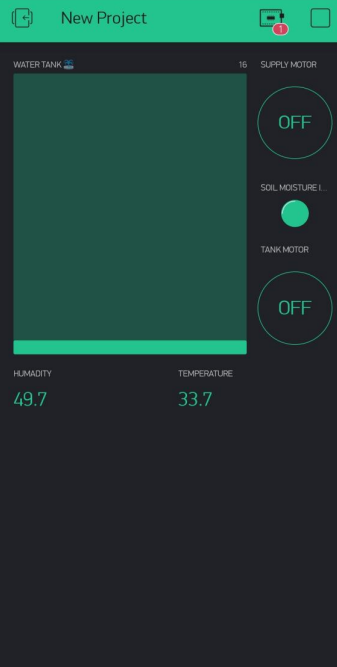 New Project
1
WATER TANK
16
SUPPLY MOTOR
OFF
SOIL MOISTURE I...
TANK MOTOR
OFF
HUMADITY
TEMPERATURE
49.7
33.7